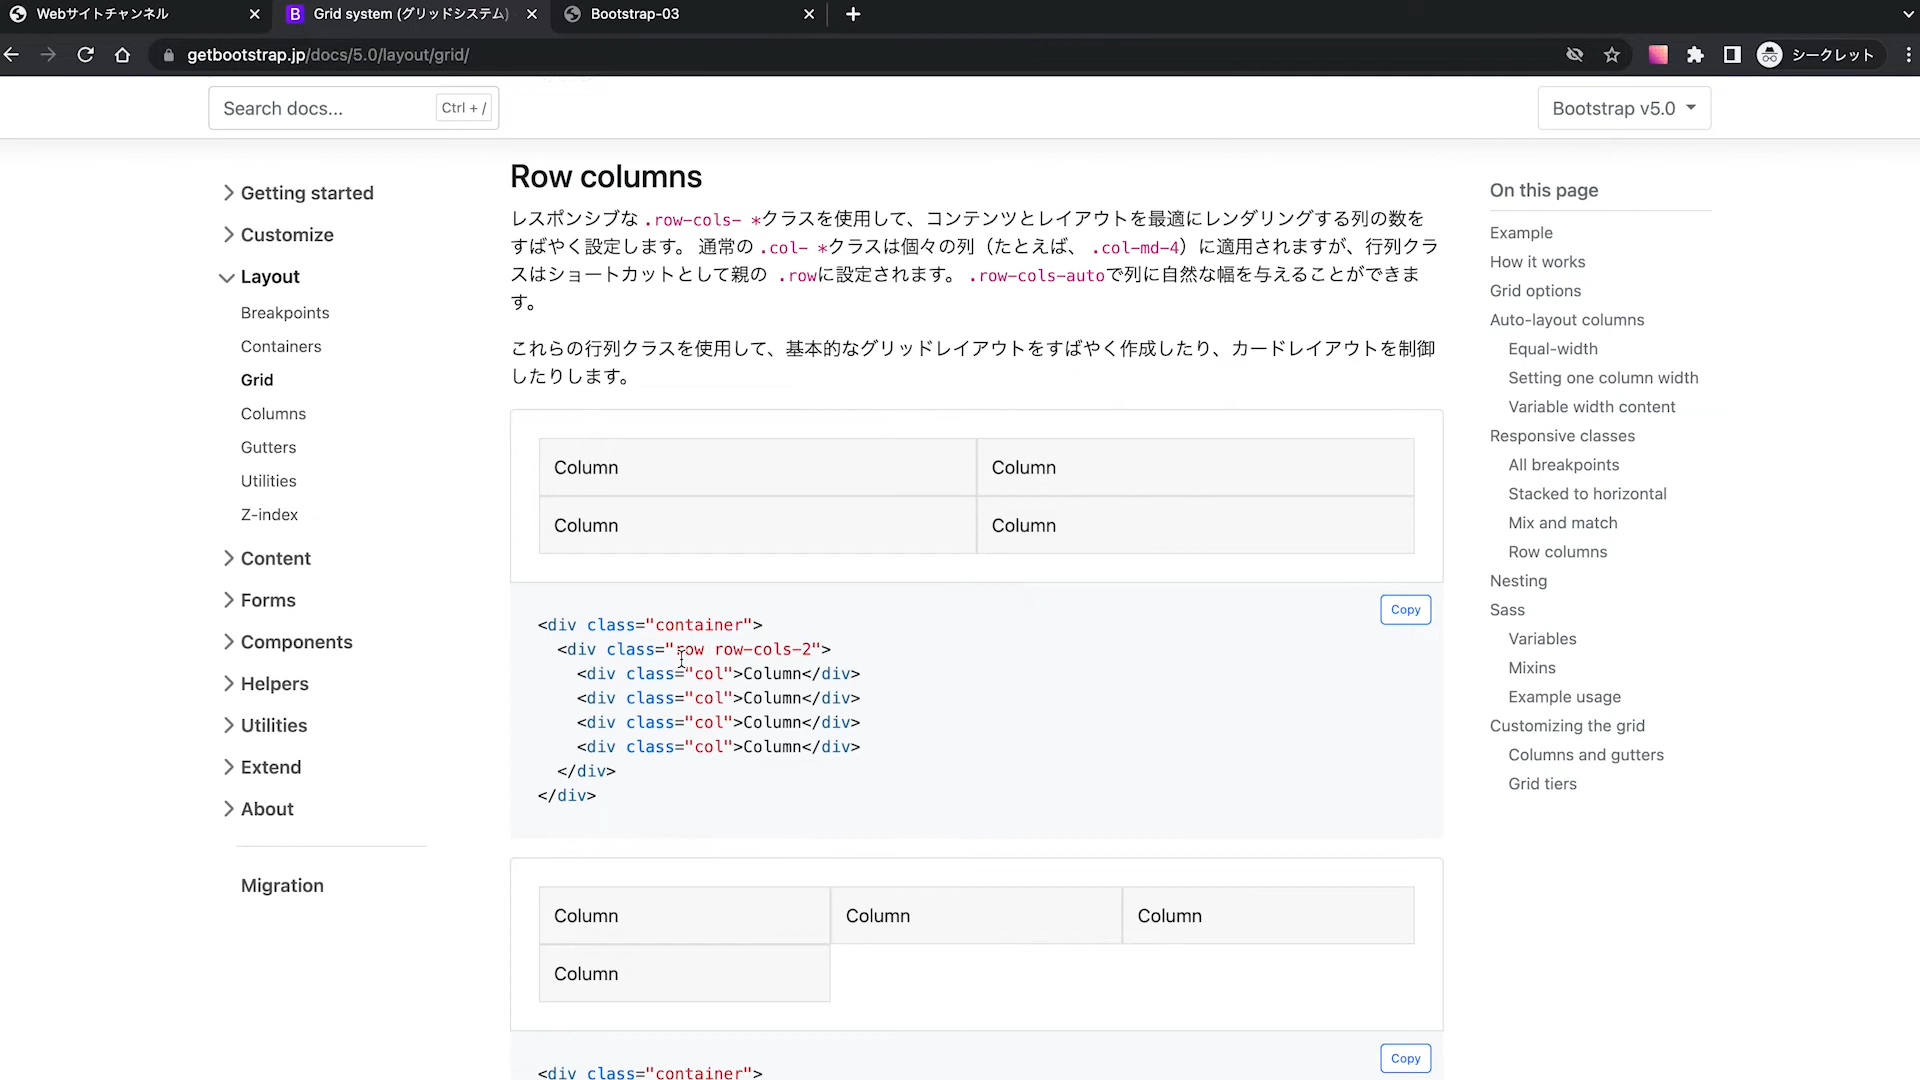 Webサイトチャンネル
Grid system (グリッドシステム)
Bootstrap-03
getbootstrap.jp/docs/5.0/layout/grid/
シークレット
Search docs...
Ctrl + /
Bootstrap v5.0
Getting started
Customize
Layout
Breakpoints
Containers
Grid
Columns
Gutters
Utilities
Z-index
Content
Forms
Components
Helpers
Utilities
Extend
About
Migration
Row columns
レスポンシブな .row-cols- *クラスを使用して、コンテンツとレイアウトを最適にレンダリングする列の数を
すばやく設定します。 通常の .col- *クラスは個々の列（たとえば、 .col-md-4）に適用されますが、行列クラ
スはショートカットとして親の .rowに設定されます。 .row-cols-autoで列に自然な幅を与えることができま
す。
これらの行列クラスを使用して、基本的なグリッドレイアウトをすばやく作成したり、カードレイアウトを制御
したりします。
Column
Column
Column
Column
Copy
<div class="container">
<div class="row row-cols-2">
<div class="col">Column</div>
<div class="col">Column</div>
<div class="col">Column</div>
<div class="col">Column</div>
</div>
</div>
Column
Column
Column
Column
Copy
<div class="container">
On this page
Example
How it works
Grid options
Auto-layout columns
Equal-width
Setting one column width
Variable width content
Responsive classes
All breakpoints
Stacked to horizontal
Mix and match
Row columns
Nesting
Sass
Variables
Mixins
Example usage
Customizing the grid
Columns and gutters
Grid tiers